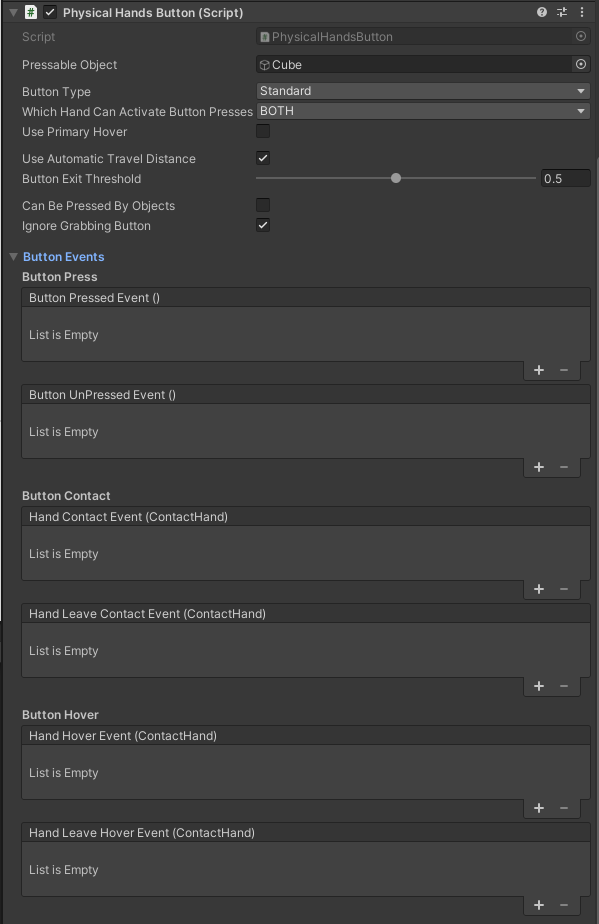 Physical Hands Button (Script)
Script PhysicalHandsButton
Pressable Object Cube
Button Type Standard
Which Hand Can Activate Button Presses BOTH
Use Primary Hover
Use Automatic Travel Distance
Button Exit Threshold 0.5
Can Be Pressed By Objects
Ignore Grabbing Button
Button Events
Button Press
Button Pressed Event ()
List is Empty
+ −
Button UnPressed Event ()
List is Empty
+ −
Button Contact
Hand Contact Event (ContactHand)
List is Empty
+ −
Hand Leave Contact Event (ContactHand)
List is Empty
+ −
Button Hover
Hand Hover Event (ContactHand)
List is Empty
+ −
Hand Leave Hover Event (ContactHand)
List is Empty
+ −